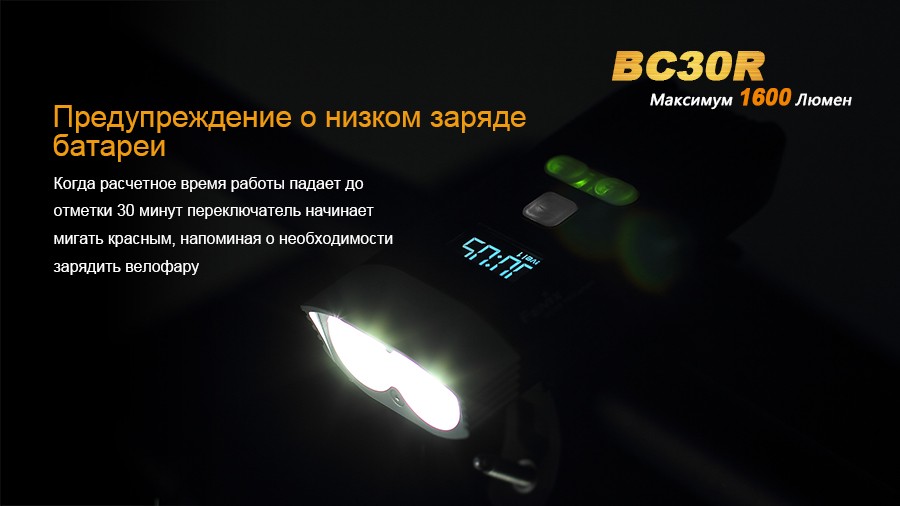 BC30R
Максимум 1600 Люмен
Предупреждение о низком заряде
батареи
Когда расчетное время работы падает до
отметки 30 минут переключатель начинает
мигать красным, напоминая о необходимости
зарядить велофару